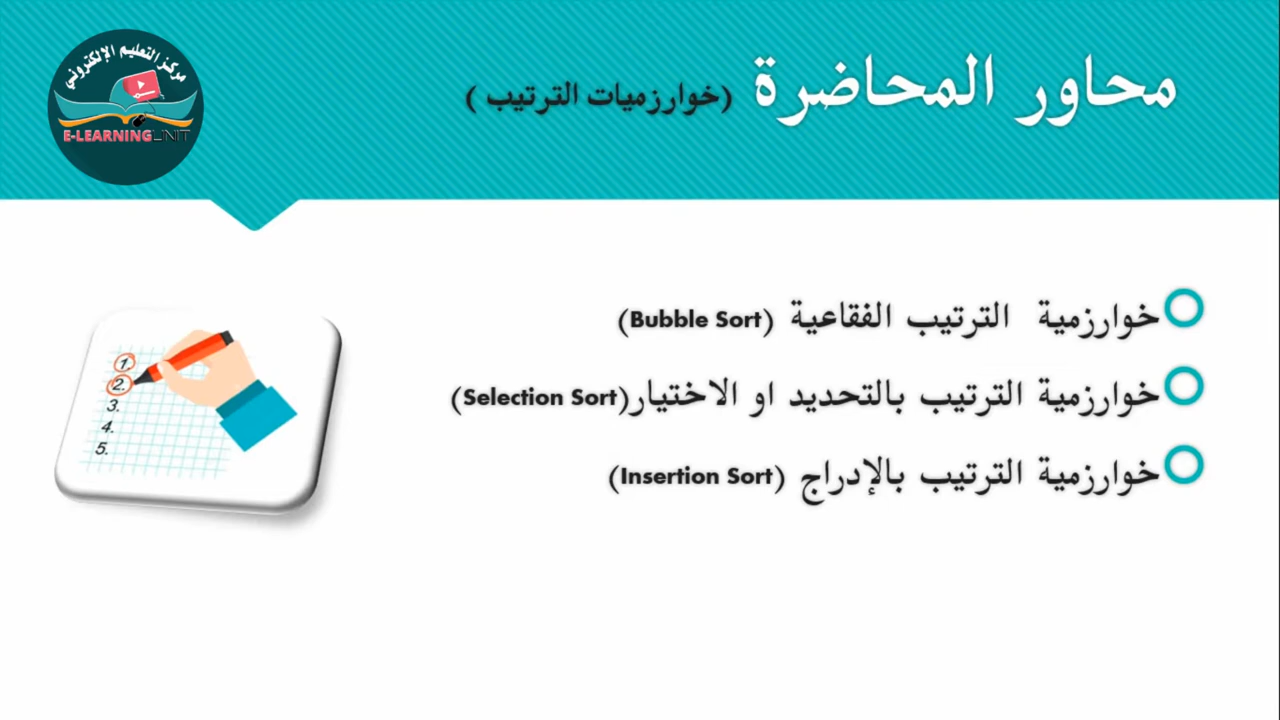 مركز التعليم الإلكتروني
E-LEARNING UNIT
محاور المحاضرة (خوارزميات الترتيب )
خوارزمية الترتيب الفقاعية (Bubble Sort)
خوارزمية الترتيب بالتحديد او الاختيار(Selection Sort)
خوارزمية الترتيب بالإدراج (Insertion Sort)
1.
2.
3.
4.
5.